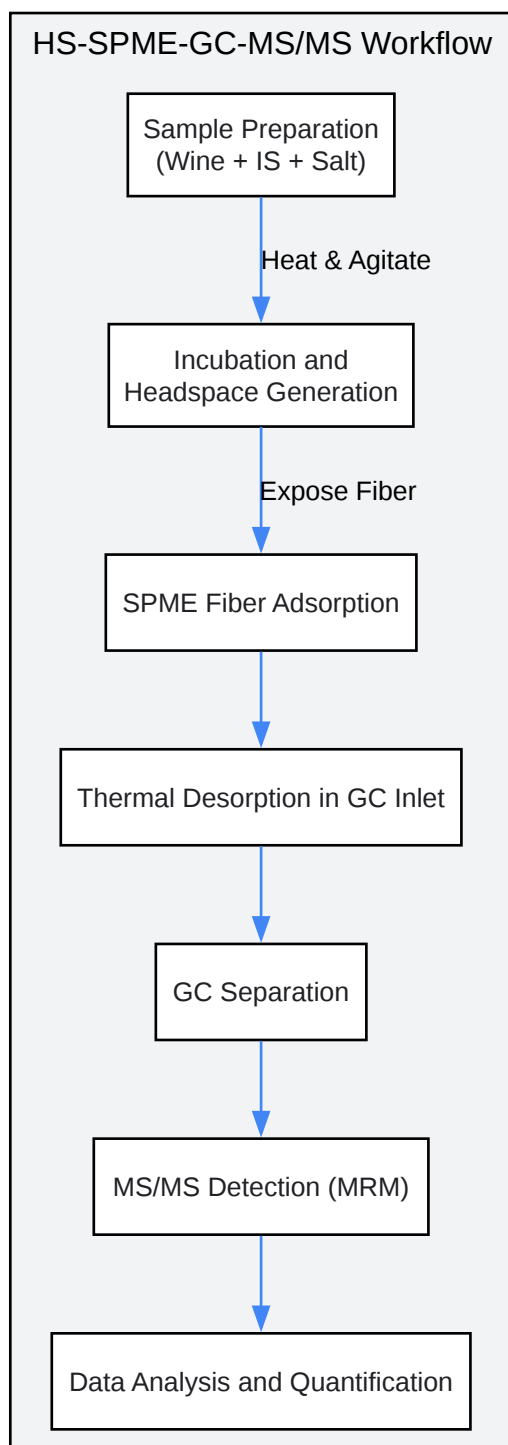 HS-SPME-GC-MS/MS Workflow
Sample Preparation
(Wine + IS + Salt)
Heat & Agitate
Incubation and
Headspace Generation
Expose Fiber
SPME Fiber Adsorption
Thermal Desorption in GC Inlet
GC Separation
MS/MS Detection (MRM)
Data Analysis and Quantification